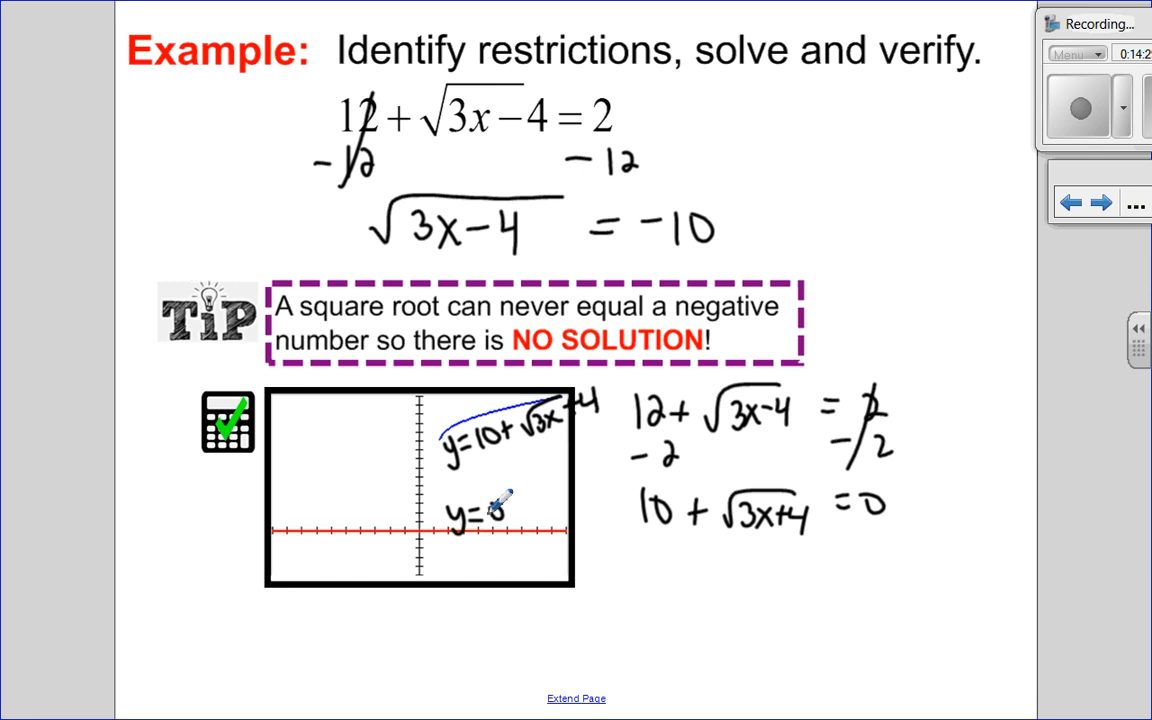 Example: Identify restrictions, solve and verify.
12 + √3x − 4 = 2
− 12 − 12
√3x − 4 = −10
TiP
A square root can never equal a negative
number so there is NO SOLUTION!
y=10+ √3x+4
y=0
12 + √3x−4 = 2
− 2 − 2
10 + √3x+4 = 0
Extend Page
Recording...
Menu
0:14:2
...